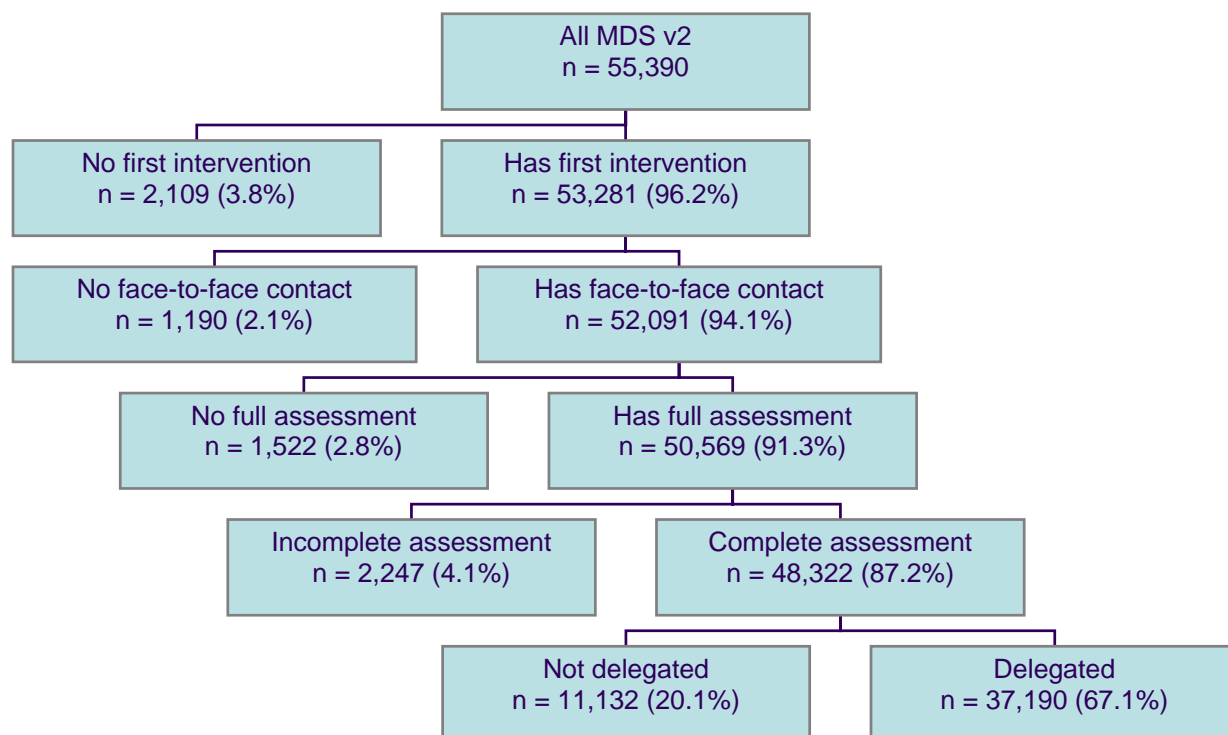 All MDS v2
n = 55,390
No first intervention
n = 2,109 (3.8%)
Has first intervention
n = 53,281 (96.2%)
No face-to-face contact
n = 1,190 (2.1%)
Has face-to-face contact
n = 52,091 (94.1%)
No full assessment
n = 1,522 (2.8%)
Has full assessment
n = 50,569 (91.3%)
Incomplete assessment
n = 2,247 (4.1%)
Complete assessment
n = 48,322 (87.2%)
Not delegated
n = 11,132 (20.1%)
Delegated
n = 37,190 (67.1%)